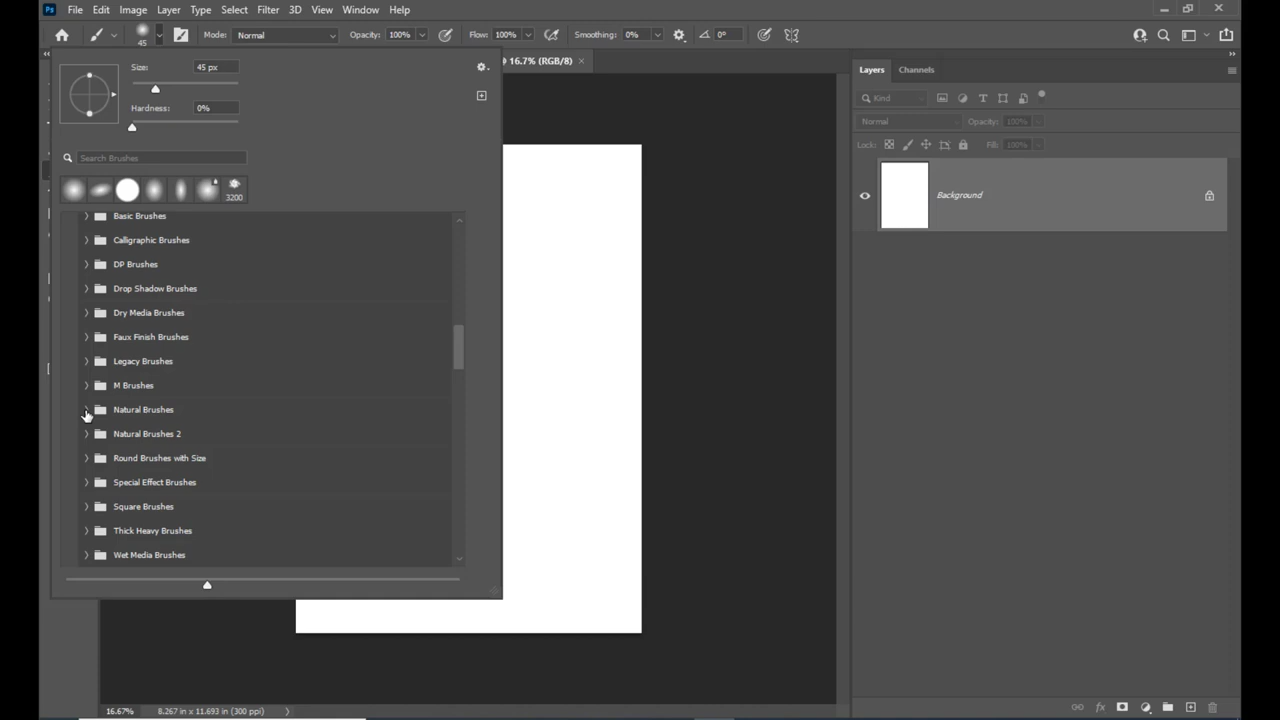 Ps File Edit Image Layer Type Select Filter 3D View Window Help
45 Mode: Normal Opacity: 100% Flow: 100% Smoothing: 0% 0°
@ 16.7% (RGB/8) ×
Size: 45 px
Hardness: 0%
Search Brushes
3200
Basic Brushes
Calligraphic Brushes
DP Brushes
Drop Shadow Brushes
Dry Media Brushes
Faux Finish Brushes
Legacy Brushes
M Brushes
Natural Brushes
Natural Brushes 2
Round Brushes with Size
Special Effect Brushes
Square Brushes
Thick Heavy Brushes
Wet Media Brushes
Layers Channels
Kind
Normal Opacity: 100%
Lock: Fill: 100%
Background
16.67% 8.267 in x 11.693 in (300 ppi)